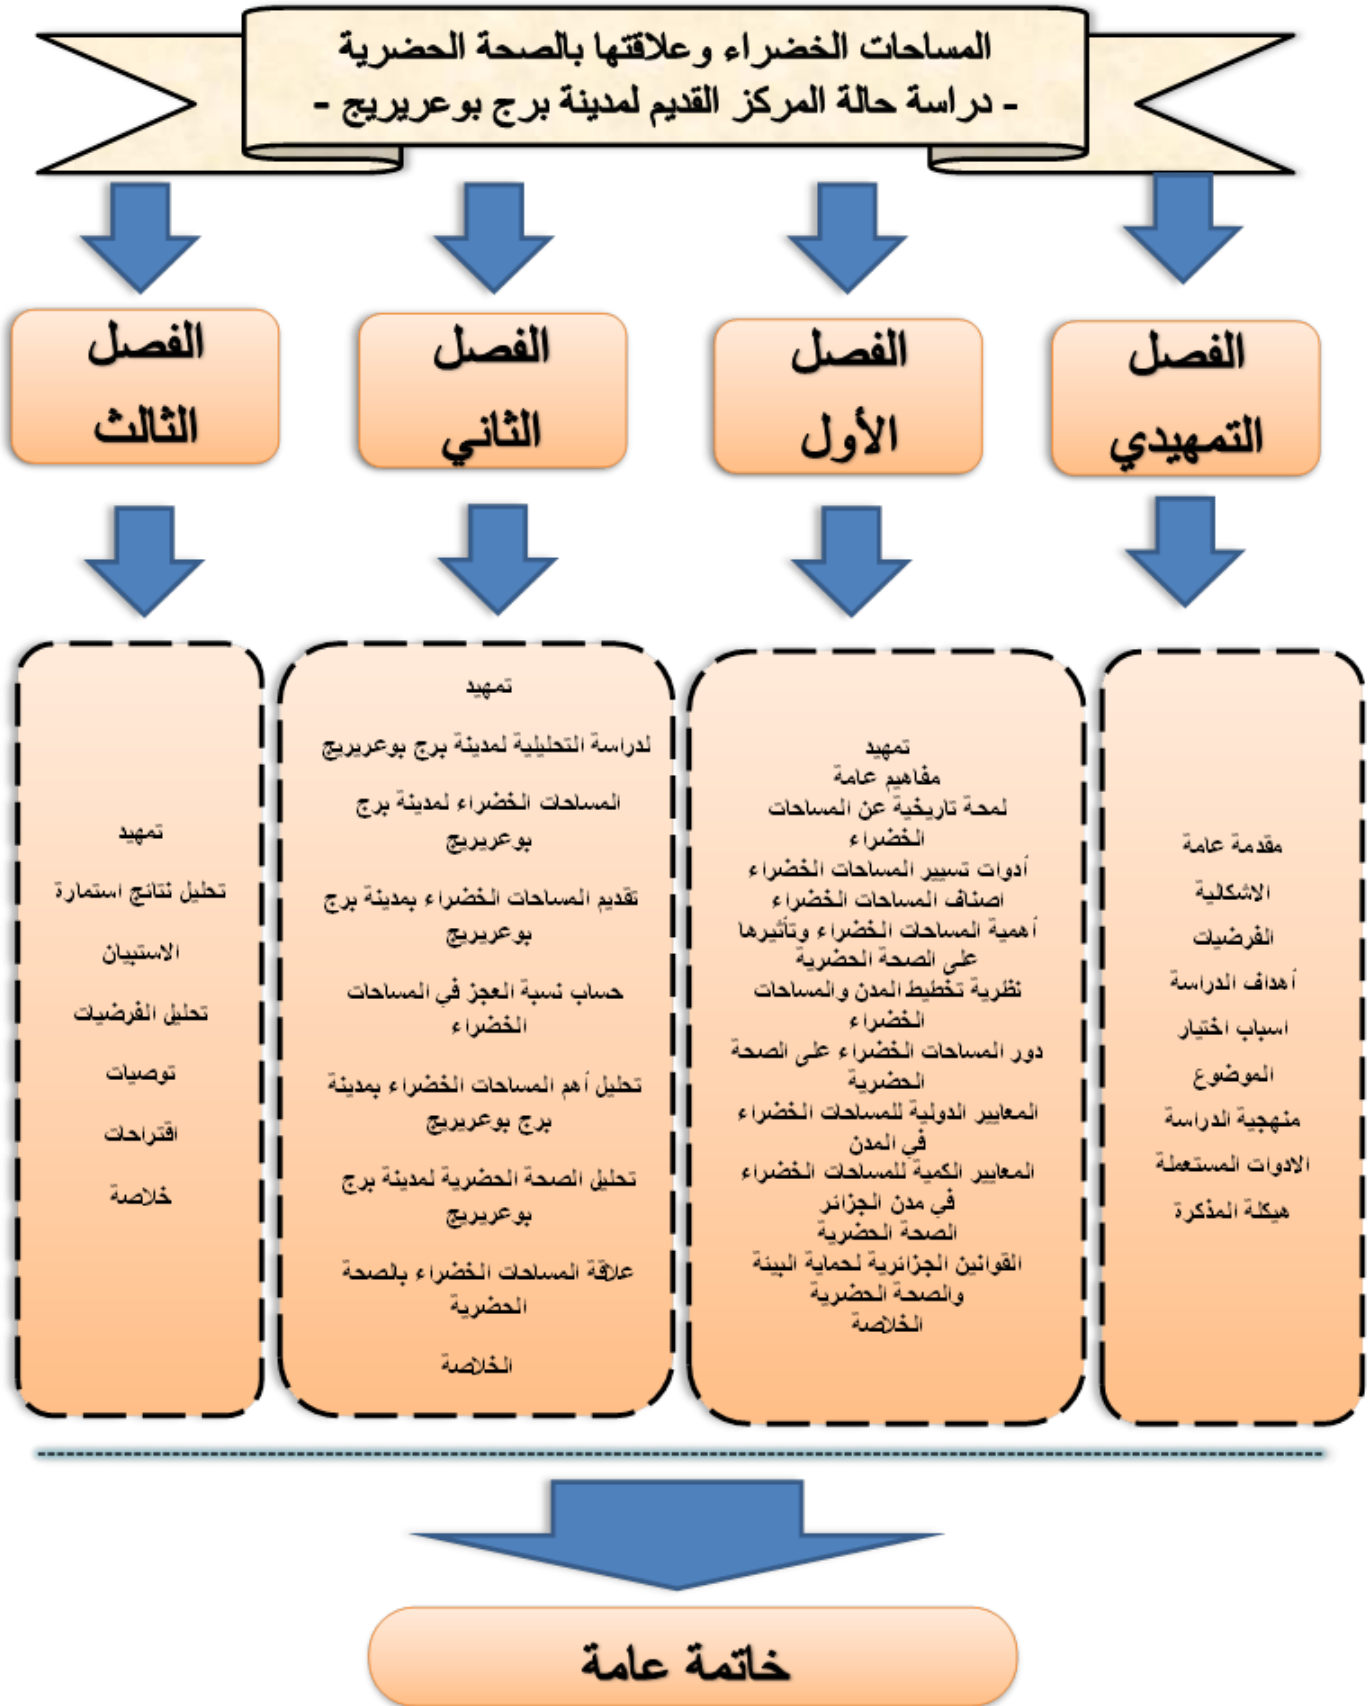 المساحات الخضراء وعلاقتها بالصحة الحضرية
- دراسة حالة المركز القديم لمدينة برج بوعريريج -
الفصل
التمهيدي
الفصل
الأول
الفصل
الثاني
الفصل
الثالث
مقدمة عامة
الاشكالية
الفرضيات
أهداف الدراسة
اسباب اختيار
الموضوع
منهجية الدراسة
الادوات المستعملة
هيكلة المذكرة
تمهيد
مفاهيم عامة
لمحة تاريخية عن المساحات
الخضراء
أدوات تسيير المساحات الخضراء
اصناف المساحات الخضراء
أهمية المساحات الخضراء وتأثيرها
على الصحة الحضرية
نظرية تخطيط المدن والمساحات
الخضراء
دور المساحات الخضراء على الصحة
الحضرية
المعايير الدولية للمساحات الخضراء
في المدن
المعايير الكمية للمساحات الخضراء
في مدن الجزائر
الصحة الحضرية
القوانين الجزائرية لحماية البيئة
والصحة الحضرية
الخلاصة
تمهيد
لدراسة التحليلية لمدينة برج بوعريريج
المساحات الخضراء لمدينة برج
بوعريريج
تقديم المساحات الخضراء بمدينة برج
بوعريريج
حساب نسبة العجز في المساحات
الخضراء
تحليل أهم المساحات الخضراء بمدينة
برج بوعريريج
تحليل الصحة الحضرية لمدينة برج
بوعريريج
علاقة المساحات الخضراء بالصحة
الحضرية
الخلاصة
تمهيد
تحليل نتائج استمارة
الاستبيان
تحليل الفرضيات
توصيات
اقتراحات
خلاصة
خاتمة عامة